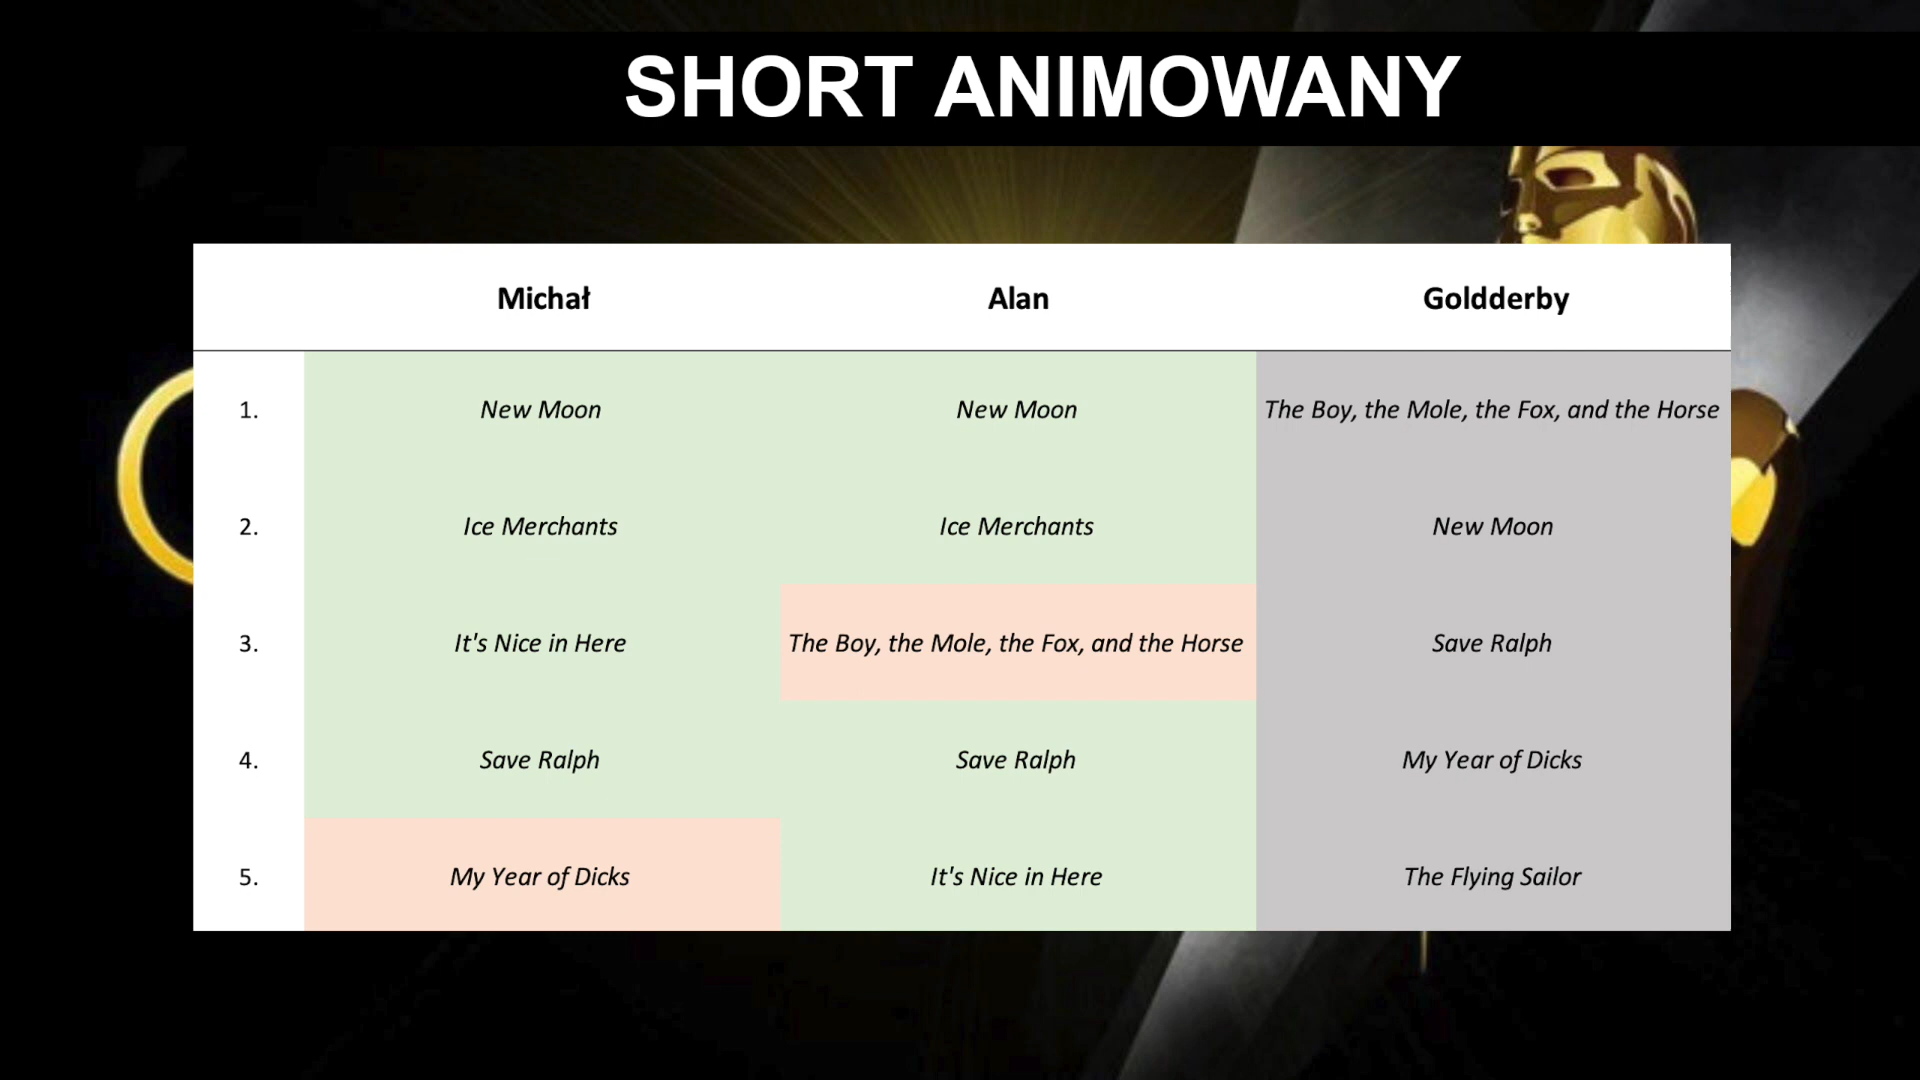 SHORT ANIMOWANY
Michał Alan Goldderby
1. New Moon New Moon The Boy, the Mole, the Fox, and the Horse
2. Ice Merchants Ice Merchants New Moon
3. It's Nice in Here The Boy, the Mole, the Fox, and the Horse Save Ralph
4. Save Ralph Save Ralph My Year of Dicks
5. My Year of Dicks It's Nice in Here The Flying Sailor